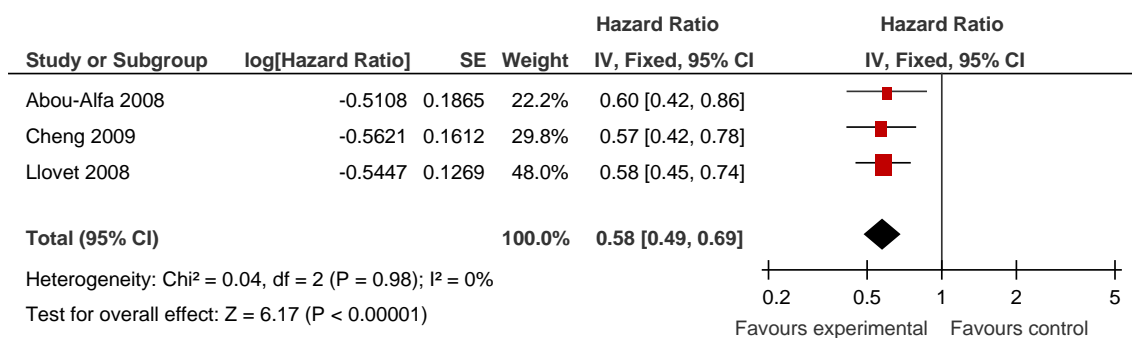 Hazard Ratio Hazard Ratio
Study or Subgroup log[Hazard Ratio] SE Weight IV, Fixed, 95% CI IV, Fixed, 95% CI
Abou-Alfa 2008 -0.5108 0.1865 22.2% 0.60 [0.42, 0.86]
Cheng 2009 -0.5621 0.1612 29.8% 0.57 [0.42, 0.78]
Llovet 2008 -0.5447 0.1269 48.0% 0.58 [0.45, 0.74]
Total (95% CI) 100.0% 0.58 [0.49, 0.69]
Heterogeneity: Chi² = 0.04, df = 2 (P = 0.98); I² = 0%
Test for overall effect: Z = 6.17 (P < 0.00001)
0.2 0.5 1 2 5
Favours experimental Favours control